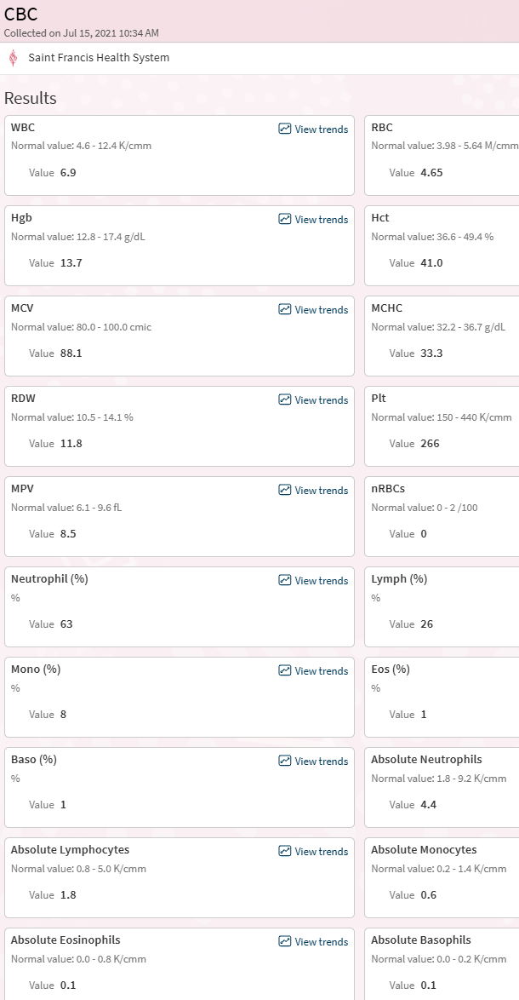 CBC
Collected on Jul 15, 2021 10:34 AM
Saint Francis Health System
Results
WBC
View trends
Normal value: 4.6 - 12.4 K/cmm
Value 6.9
RBC
Normal value: 3.98 - 5.64 M/cmm
Value 4.65
Hgb
View trends
Normal value: 12.8 - 17.4 g/dL
Value 13.7
Hct
Normal value: 36.6 - 49.4 %
Value 41.0
MCV
View trends
Normal value: 80.0 - 100.0 cmic
Value 88.1
MCHC
Normal value: 32.2 - 36.7 g/dL
Value 33.3
RDW
View trends
Normal value: 10.5 - 14.1 %
Value 11.8
Plt
Normal value: 150 - 440 K/cmm
Value 266
MPV
View trends
Normal value: 6.1 - 9.6 fL
Value 8.5
nRBCs
Normal value: 0 - 2 /100
Value 0
Neutrophil (%)
View trends
%
Value 63
Lymph (%)
%
Value 26
Mono (%)
View trends
%
Value 8
Eos (%)
%
Value 1
Baso (%)
View trends
%
Value 1
Absolute Neutrophils
Normal value: 1.8 - 9.2 K/cmm
Value 4.4
Absolute Lymphocytes
View trends
Normal value: 0.8 - 5.0 K/cmm
Value 1.8
Absolute Monocytes
Normal value: 0.2 - 1.4 K/cmm
Value 0.6
Absolute Eosinophils
View trends
Normal value: 0.0 - 0.8 K/cmm
Value 0.1
Absolute Basophils
Normal value: 0.0 - 0.2 K/cmm
Value 0.1